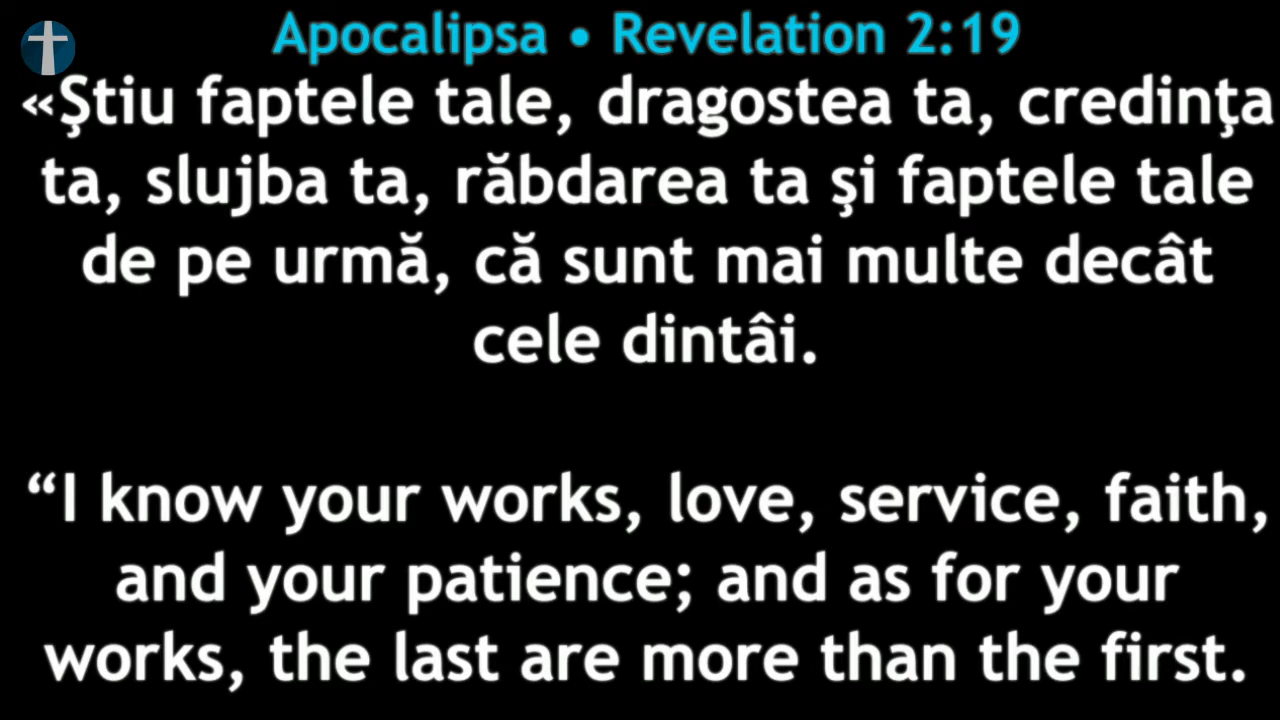 Apocalipsa • Revelation 2:19
«Ştiu faptele tale, dragostea ta, credinţa
ta, slujba ta, răbdarea ta şi faptele tale
de pe urmă, că sunt mai multe decât
cele dintâi.
“I know your works, love, service, faith,
and your patience; and as for your
works, the last are more than the first.